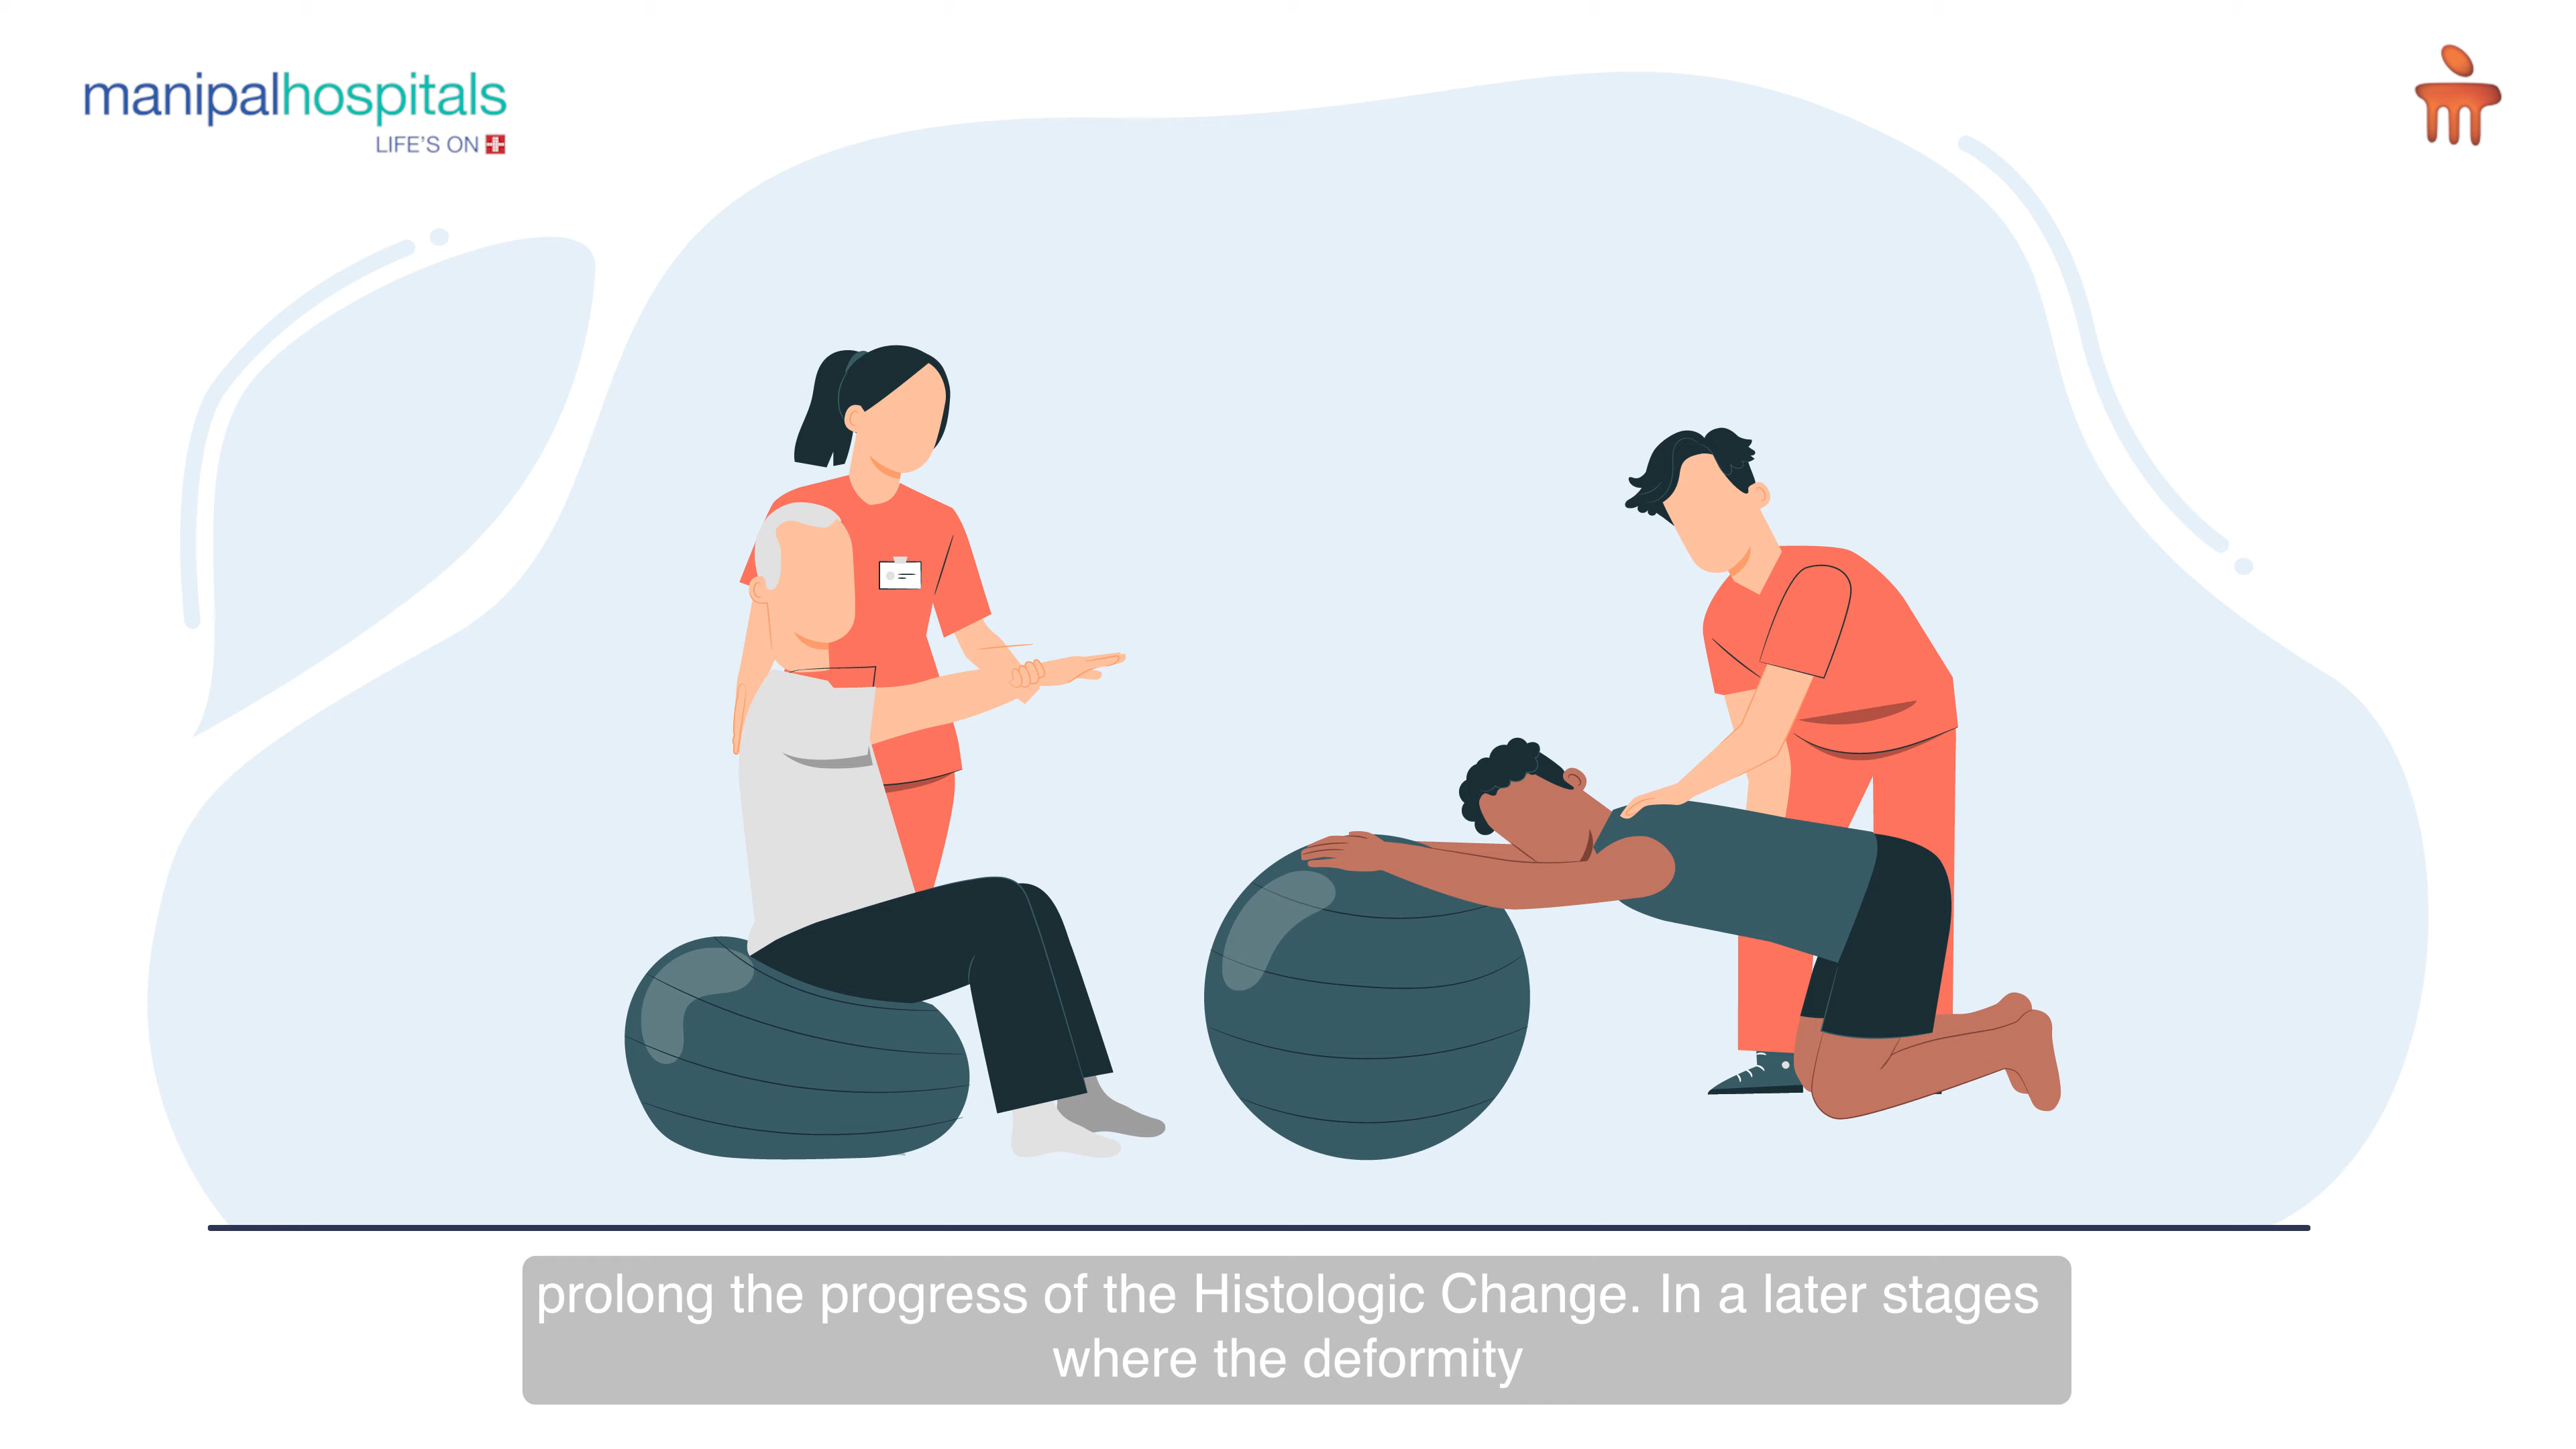 manipalhospitals
LIFE'S ON
prolong the progress of the Histologic Change. In a later stages
where the deformity